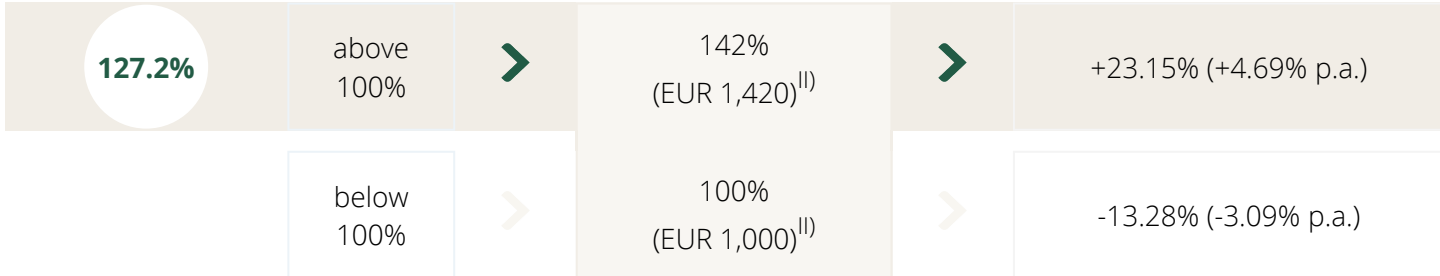 127.2%
above
100%
142%
(EUR 1,420)II)
+23.15% (+4.69% p.a.)
below
100%
100%
(EUR 1,000)II)
-13.28% (-3.09% p.a.)